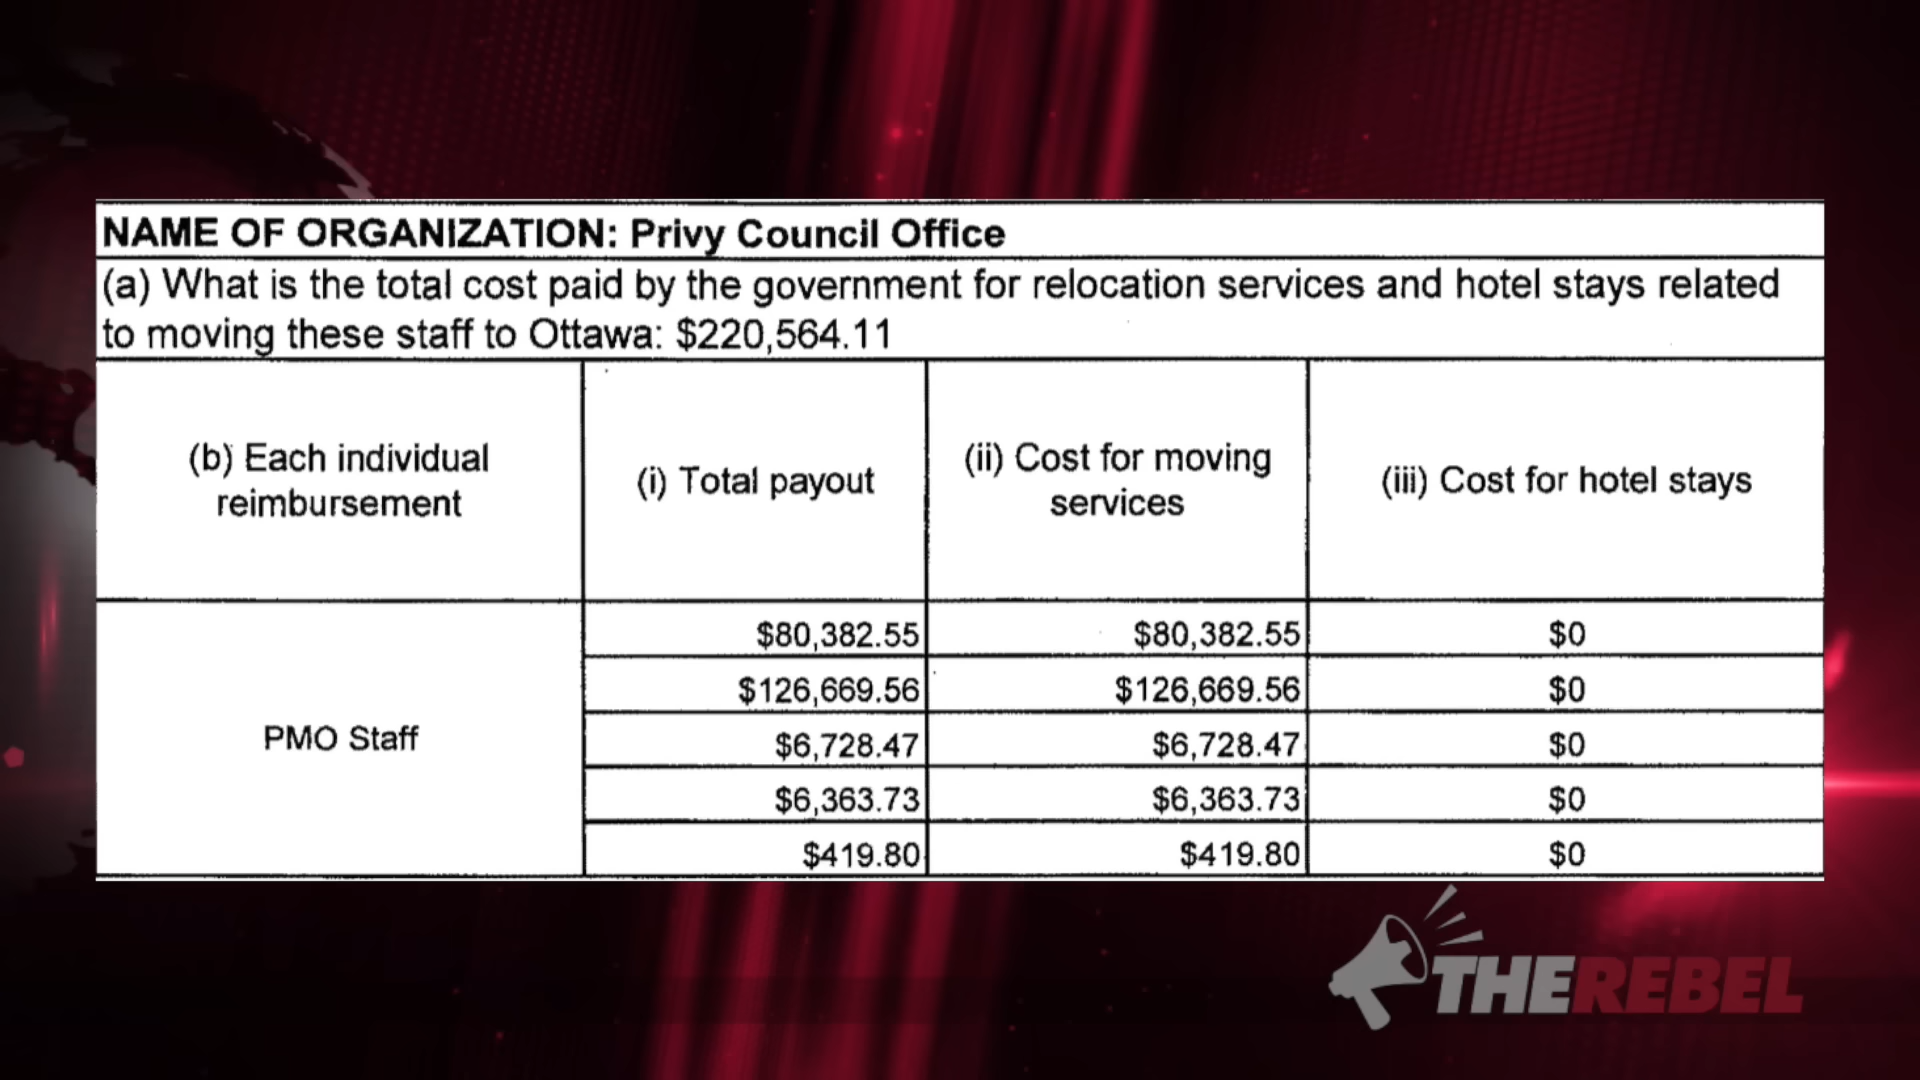 NAME OF ORGANIZATION: Privy Council Office
(a) What is the total cost paid by the government for relocation services and hotel stays related
to moving these staff to Ottawa: $220,564.11
(b) Each individual
reimbursement
(i) Total payout
(ii) Cost for moving
services
(iii) Cost for hotel stays
PMO Staff
$80,382.55 $80,382.55 $0
$126,669.56 $126,669.56 $0
$6,728.47 $6,728.47 $0
$6,363.73 $6,363.73 $0
$419.80 $419.80 $0
THEREBEL